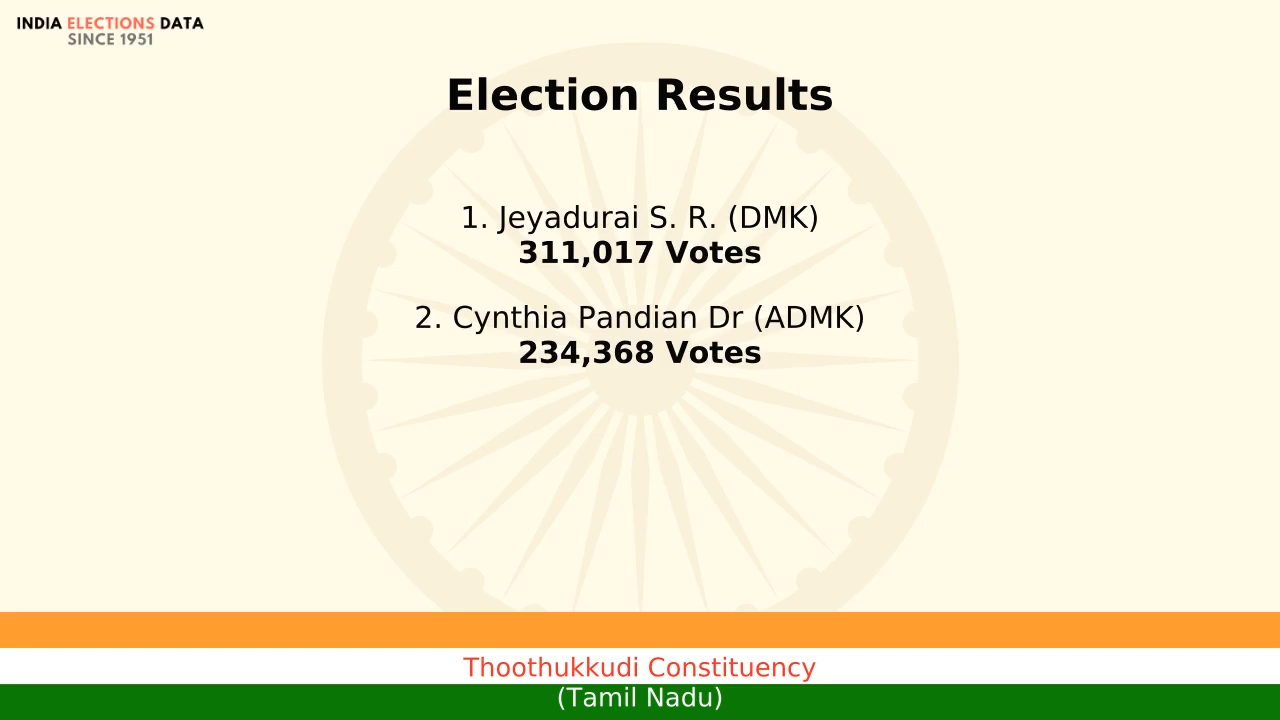 INDIA ELECTIONS DATA
SINCE 1951
Election Results
1. Jeyadurai S. R. (DMK)
311,017 Votes
2. Cynthia Pandian Dr (ADMK)
234,368 Votes
Thoothukkudi Constituency
(Tamil Nadu)